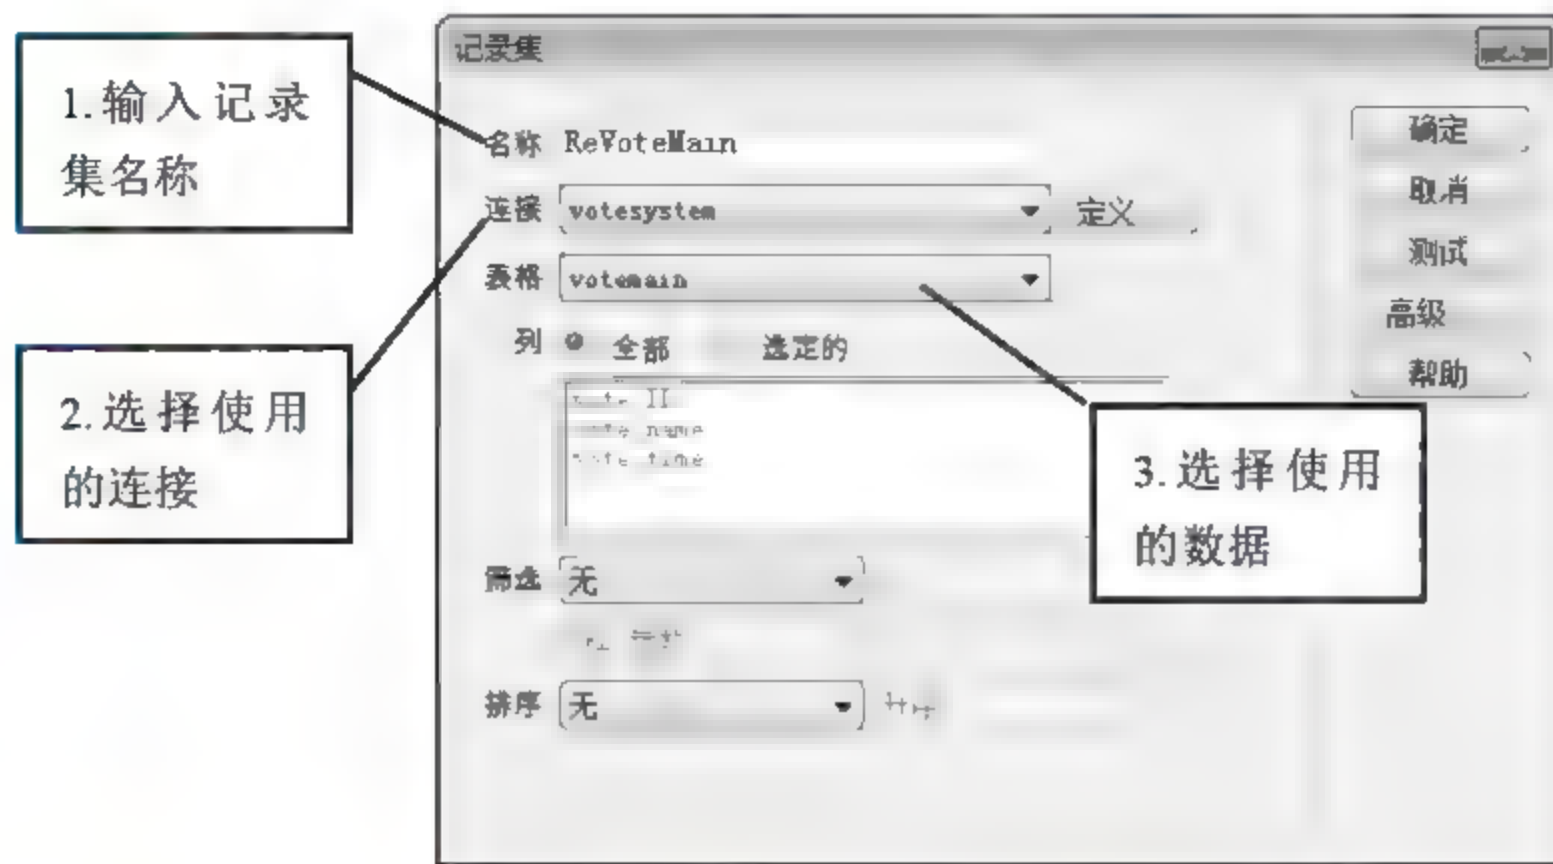 记录集
1.输入记录
集名称
名称 ReVoteMain
确定
连接 votesystem 定义
取消
表格 votemain
测试
列 全部 选定的
高级
帮助
name
time
2.选择使用
的连接
3.选择使用
的数据
筛选 无
排序 无